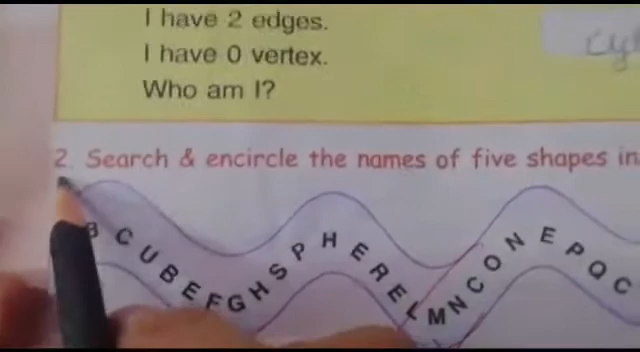 I have 2 edges.
I have 0 vertex.
Who am I?
2. Search & encircle the names of five shapes in
B C U B E F G H S P H E R E L M N C O N E P Q C